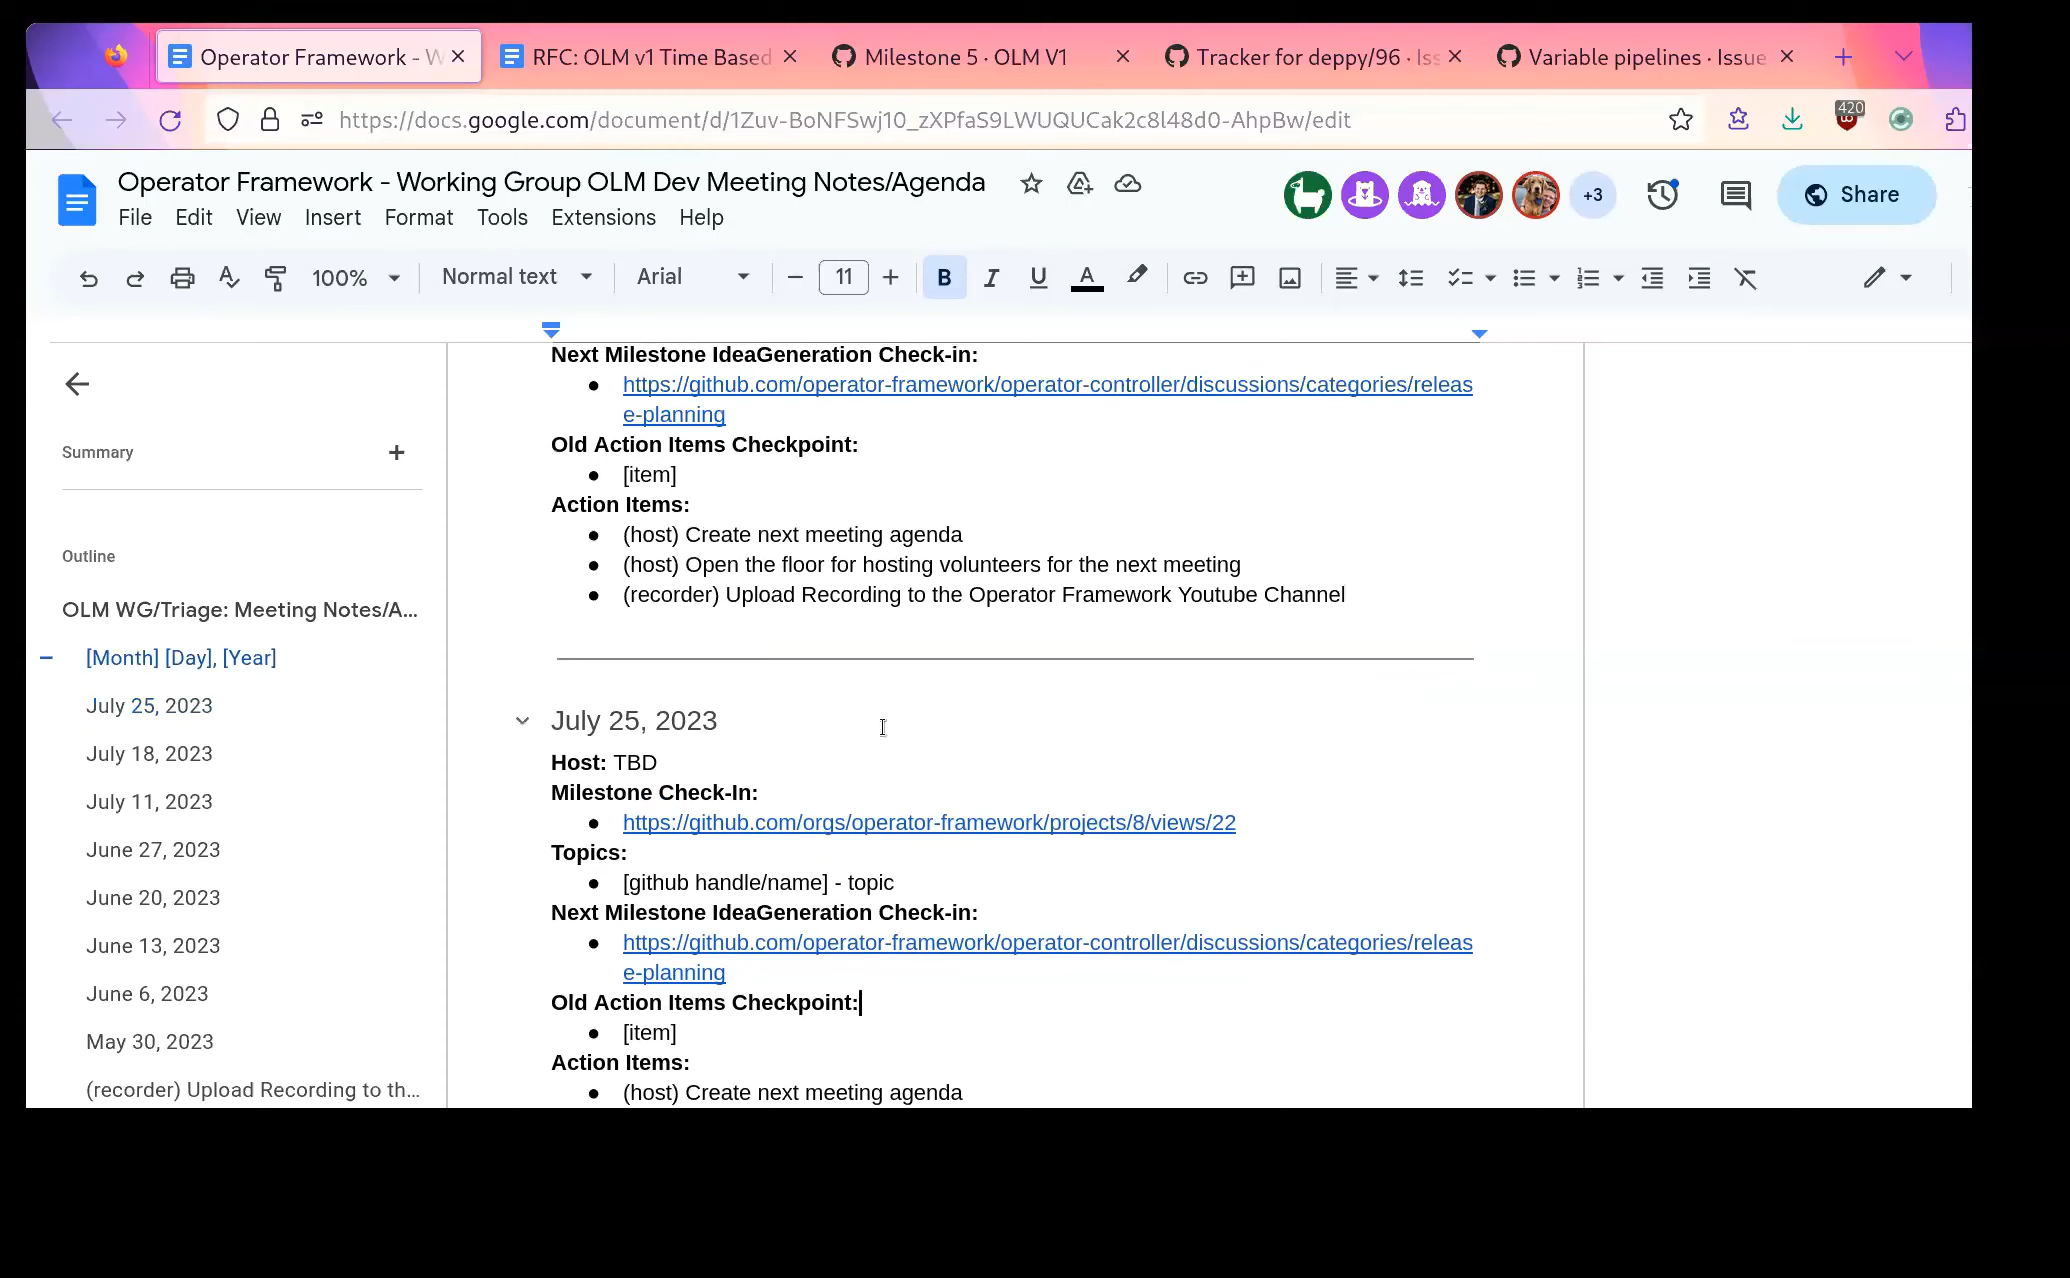 Operator Framework - W
RFC: OLM v1 Time Based
Milestone 5 · OLM V1
Tracker for deppy/96 · Iss
Variable pipelines · Issue
https://docs.google.com/document/d/1Zuv-BoNFSwj10_zXPfaS9LWUQUCak2c8l48d0-AhpBw/edit
420
Operator Framework - Working Group OLM Dev Meeting Notes/Agenda
+3
Share
File Edit View Insert Format Tools Extensions Help
100% Normal text Arial 11 B I U A
Next Milestone IdeaGeneration Check-in:
https://github.com/operator-framework/operator-controller/discussions/categories/releas
e-planning
Old Action Items Checkpoint:
[item]
Action Items:
(host) Create next meeting agenda
(host) Open the floor for hosting volunteers for the next meeting
(recorder) Upload Recording to the Operator Framework Youtube Channel
July 25, 2023
Host: TBD
Milestone Check-In:
https://github.com/orgs/operator-framework/projects/8/views/22
Topics:
[github handle/name] - topic
Next Milestone IdeaGeneration Check-in:
https://github.com/operator-framework/operator-controller/discussions/categories/releas
e-planning
Old Action Items Checkpoint:
[item]
Action Items:
(host) Create next meeting agenda
Summary
Outline
OLM WG/Triage: Meeting Notes/A...
[Month] [Day], [Year]
July 25, 2023
July 18, 2023
July 11, 2023
June 27, 2023
June 20, 2023
June 13, 2023
June 6, 2023
May 30, 2023
(recorder) Upload Recording to th...